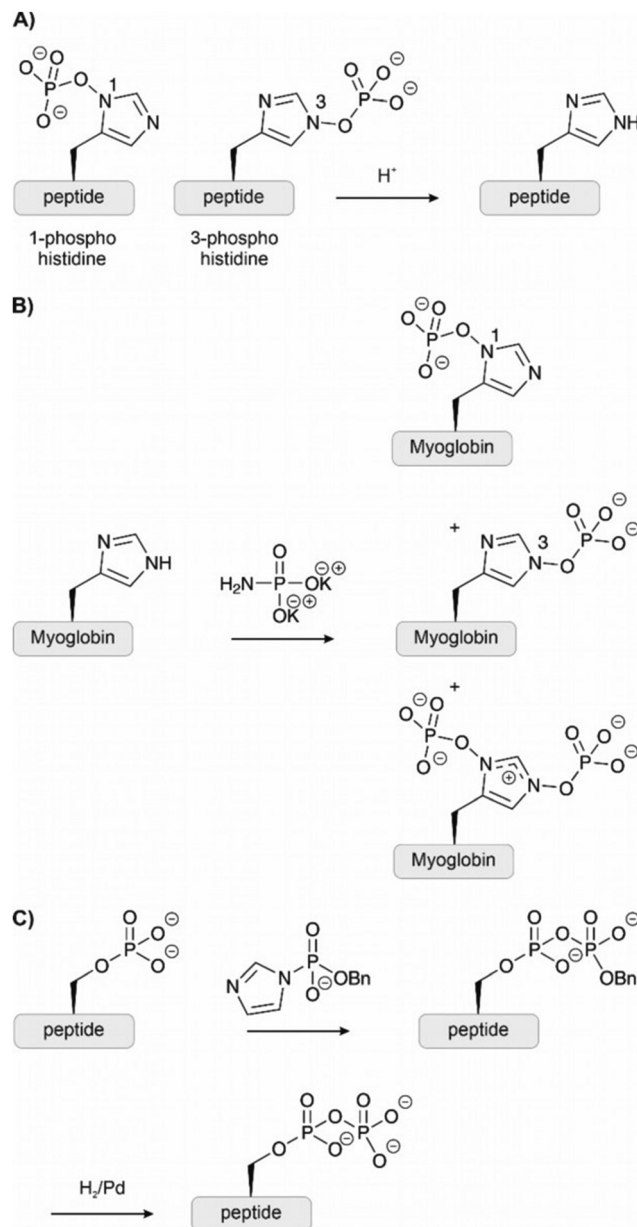 A)
1-phospho
histidine
3-phospho
histidine
peptide
peptide
H⁺
peptide
O⊖
P
O
O⊖
O
N
1
N
N
3
N
O
P
O
O⊖
O⊖
N
NH
B)
O⊖
P
O
O⊖
O
N
1
N
Myoglobin
N
NH
Myoglobin
O
H₂N
P
OK
⊖⊕
OK
⊖⊕
+
N
3
N
O
P
O
O⊖
O⊖
Myoglobin
+
O⊖
P
O
O⊖
O
N
⊕
N
O
P
O
O⊖
O⊖
Myoglobin
C)
O
P
O⊖
O⊖
O
peptide
N
N
O
P
OBn
O⊖
O
O
O
P
O
P
O⊖
O⊖
OBn
O
peptide
H₂/Pd
O
O
O
P
O
P
O⊖
O⊖
O⊖
peptide